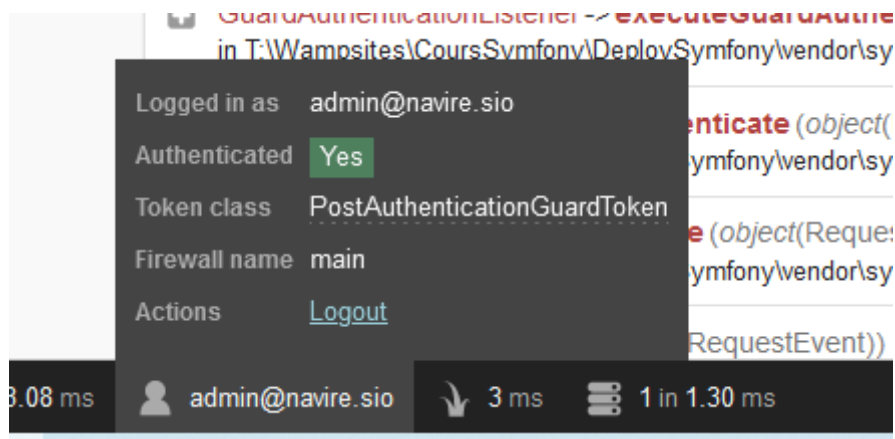 GuardAuthenticationListener->executeGuardAuthe
in T:\Wampsites\CoursSymfony\DeploySymfony\vendor\sy
Logged in as admin@navire.sio
enticate (object(
Authenticated Yes
ymfony\vendor\sy
Token class PostAuthenticationGuardToken
e (object(Reques
Firewall name main
ymfony\vendor\sy
Actions Logout
RequestEvent))
3.08 ms admin@navire.sio 3 ms 1 in 1.30 ms